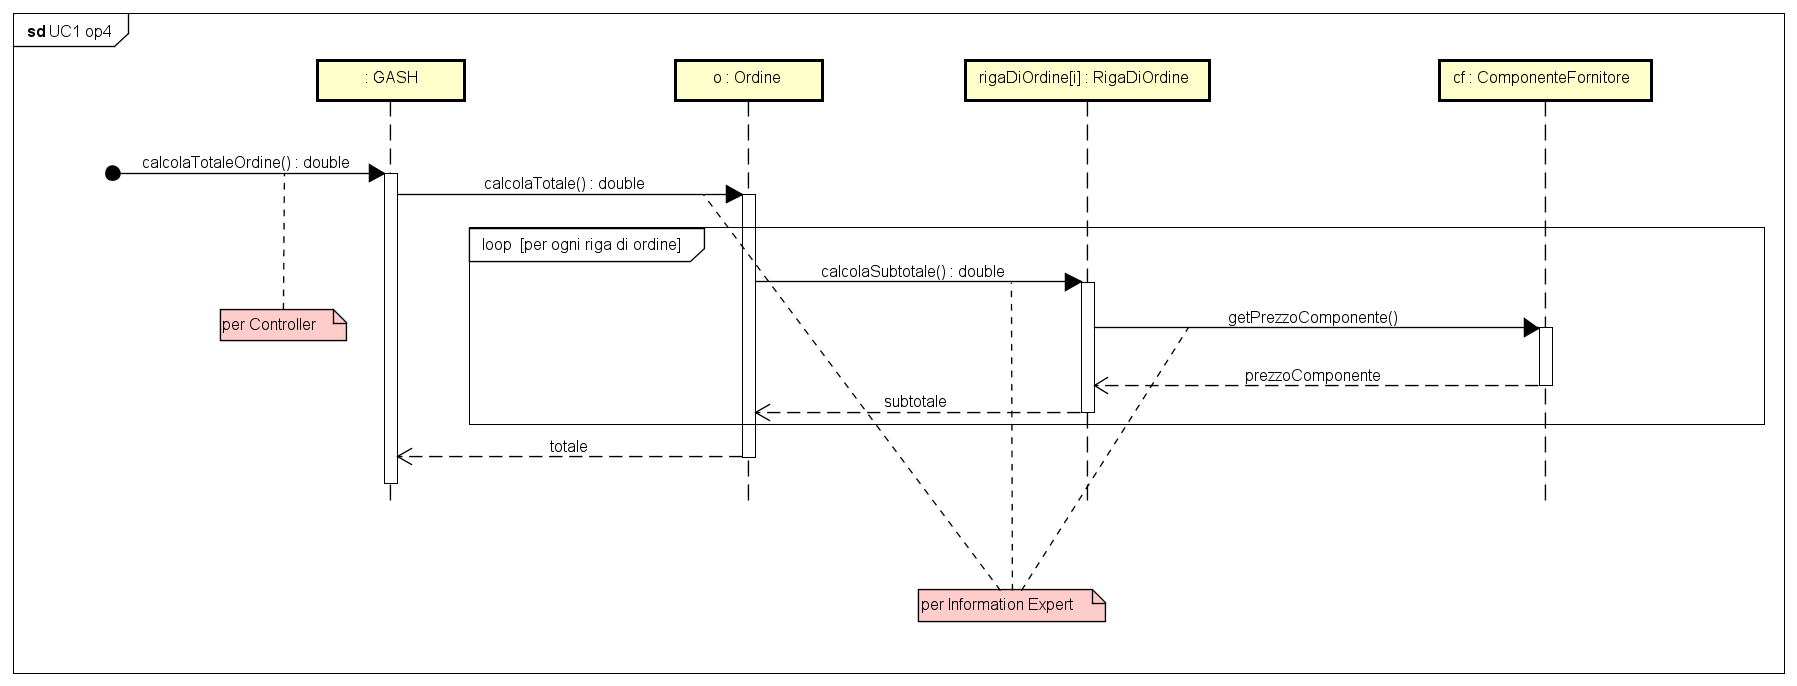 sd UC1 op4
: GASH
o : Ordine
rigaDiOrdine[i] : RigaDiOrdine
cf : ComponenteFornitore
calcolaTotaleOrdine() : double
calcolaTotale() : double
loop [per ogni riga di ordine]
calcolaSubtotale() : double
getPrezzoComponente()
per Controller
prezzoComponente
subtotale
totale
per Information Expert